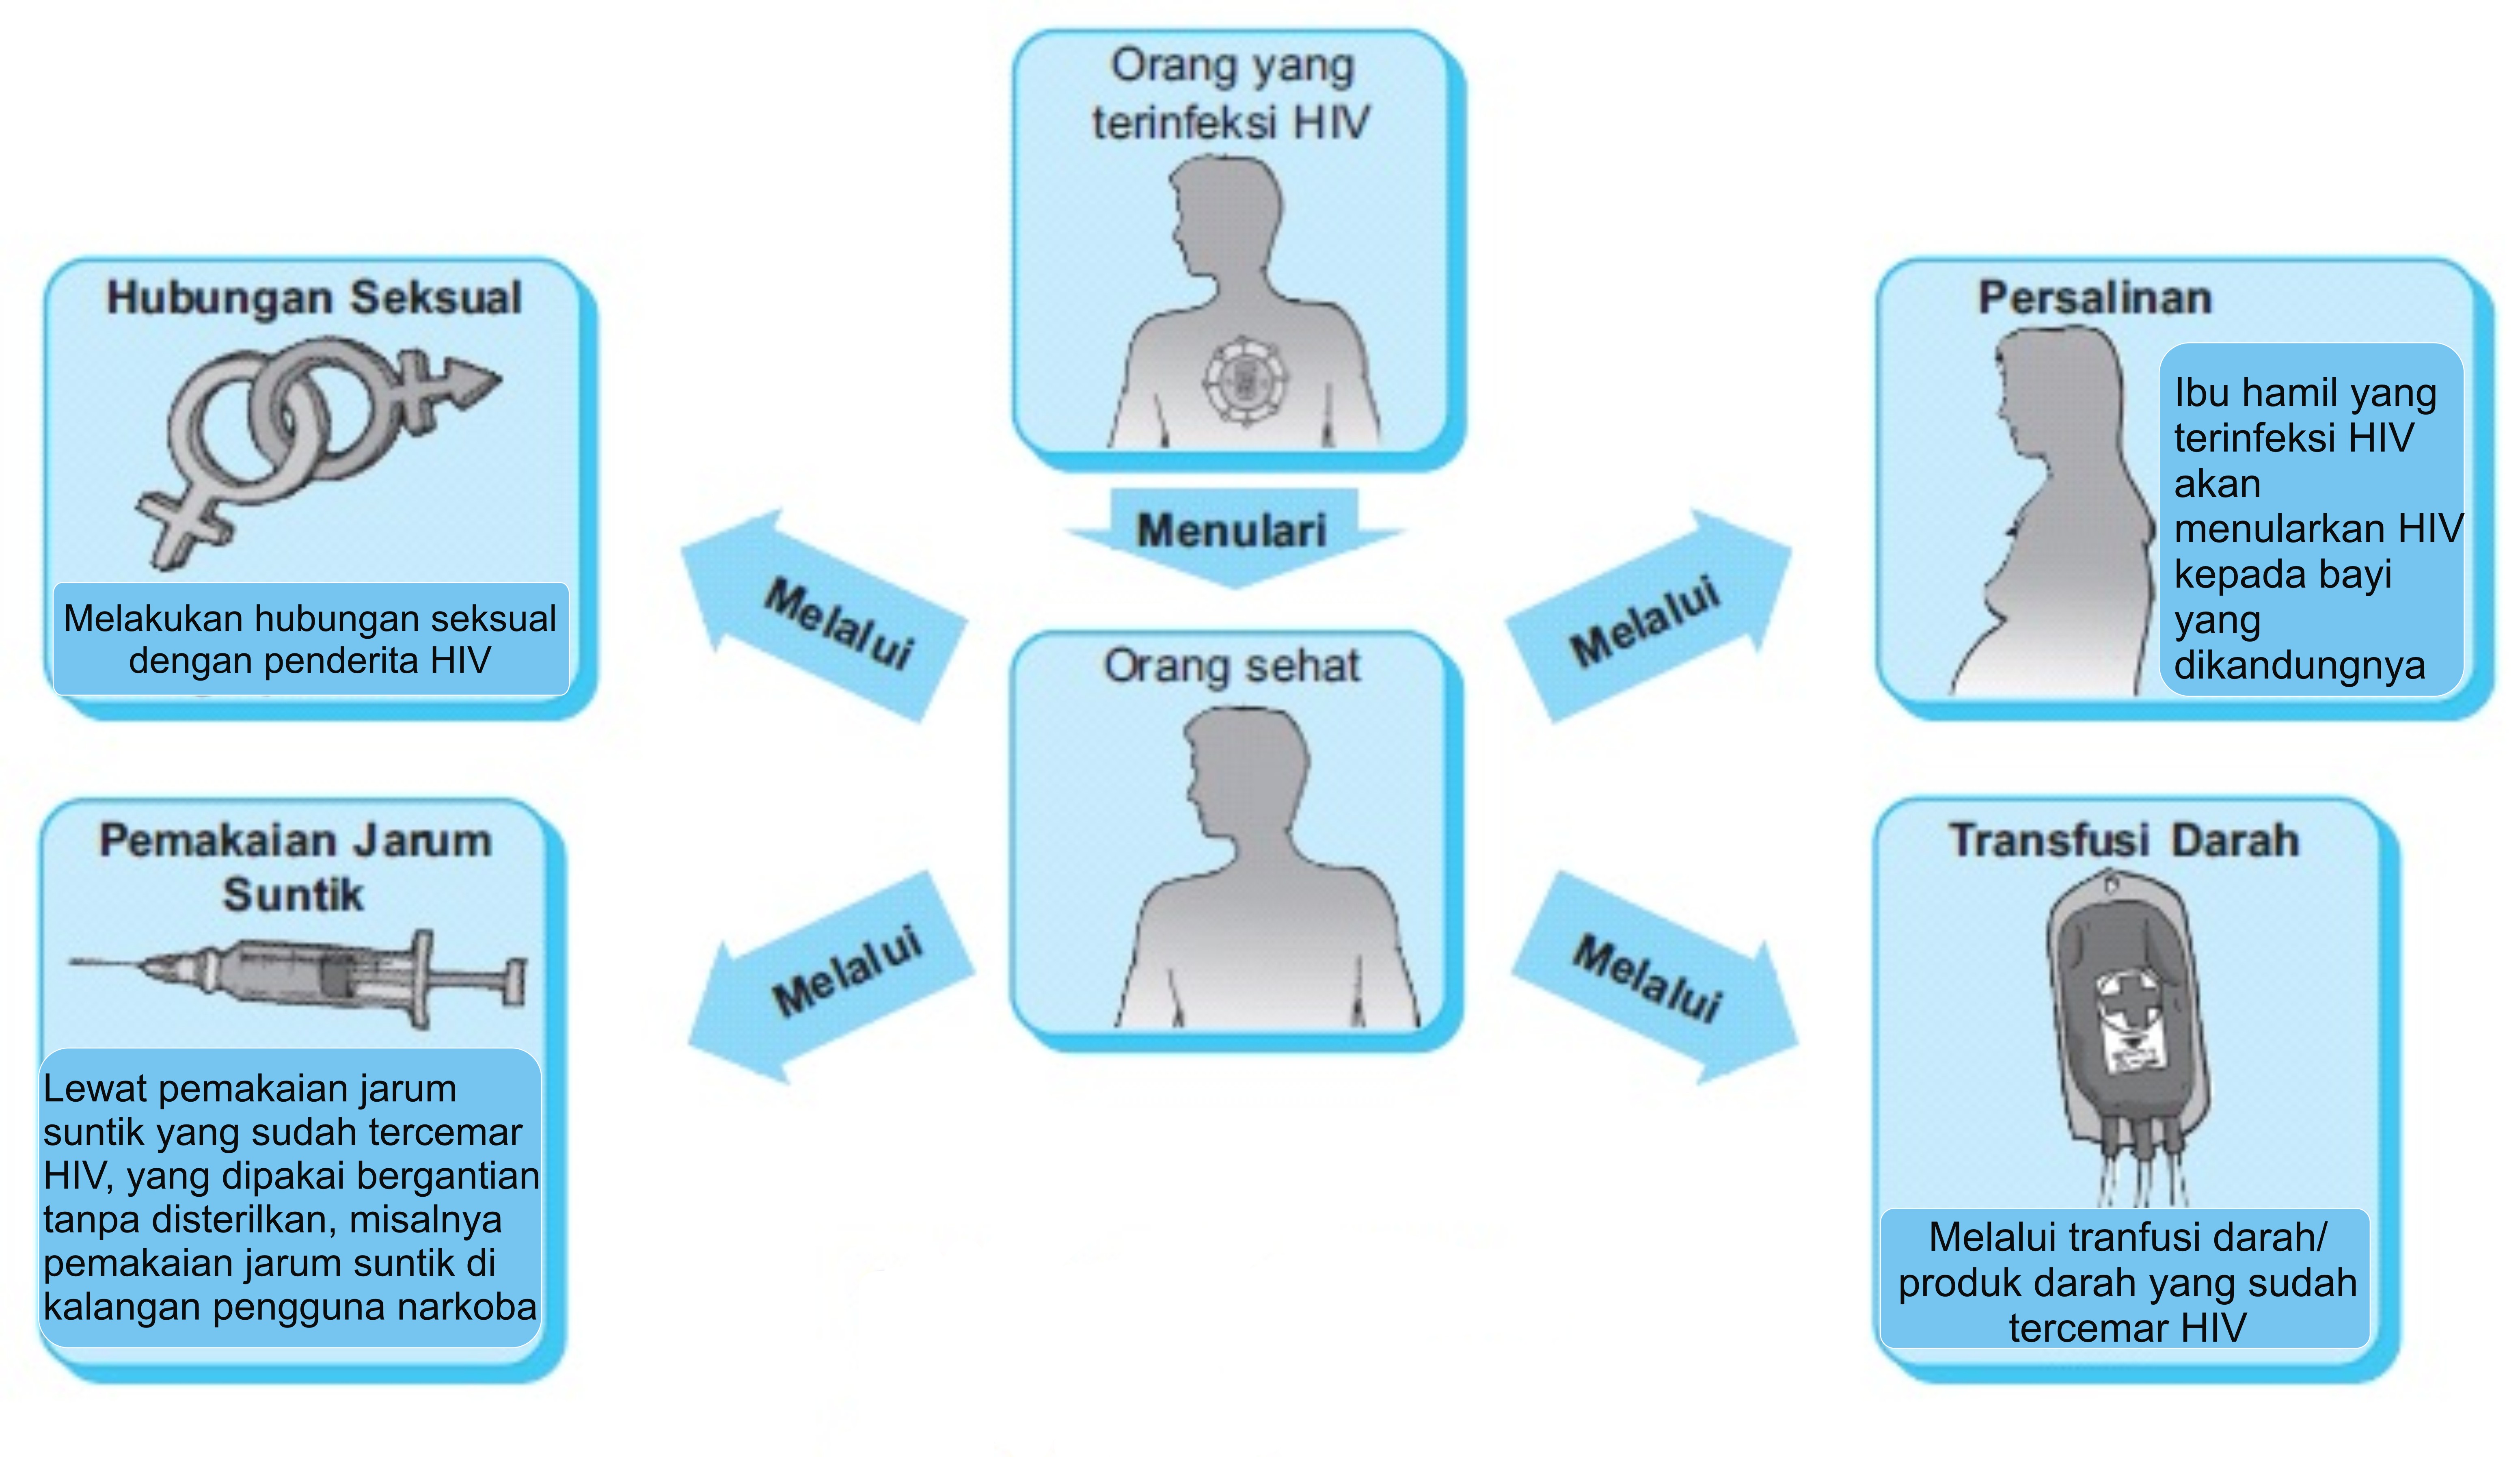 Orang yang
terinfeksi HIV
Hubungan Seksual
Melakukan hubungan seksual
dengan penderita HIV
Persalinan
Ibu hamil yang
terinfeksi HIV
akan
menularkan HIV
kepada bayi
yang
dikandungnya
Menulari
Melalui
Melalui
Orang sehat
Melalui
Melalui
Pemakaian Jarum
Suntik
Lewat pemakaian jarum
suntik yang sudah tercemar
HIV, yang dipakai bergantian
tanpa disterilkan, misalnya
pemakaian jarum suntik di
kalangan pengguna narkoba
Transfusi Darah
Melalui tranfusi darah/
produk darah yang sudah
tercemar HIV